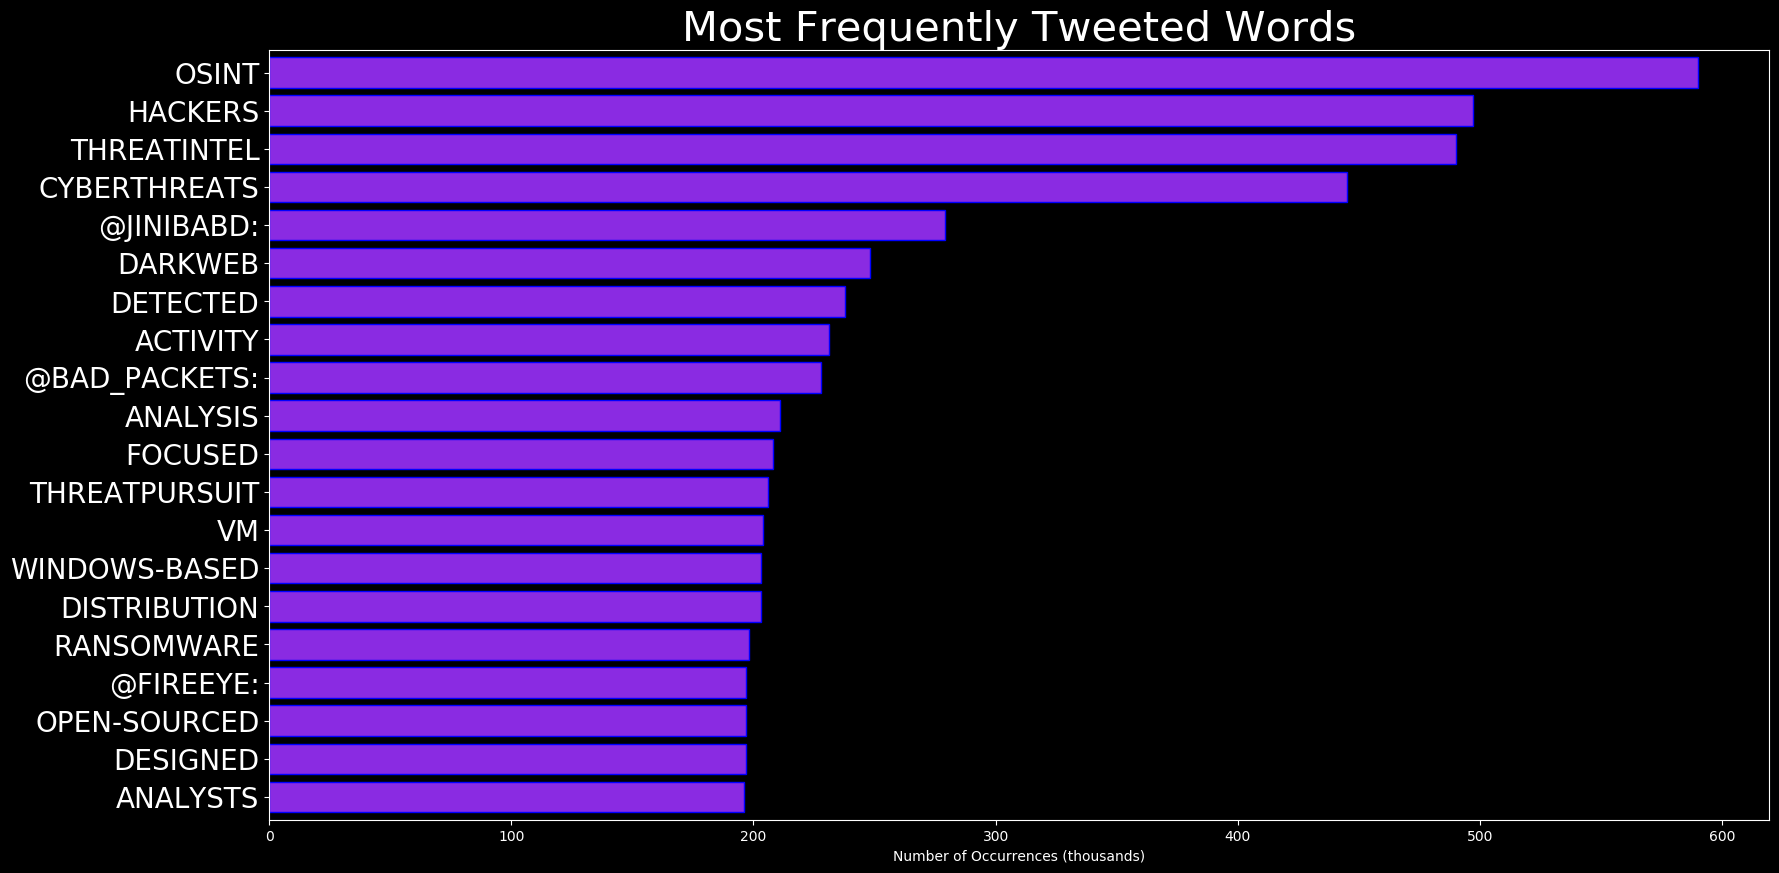 Most Frequently Tweeted Words
OSINT
HACKERS
THREATINTEL
CYBERTHREATS
@JINIBABD:
DARKWEB
DETECTED
ACTIVITY
@BAD_PACKETS:
ANALYSIS
FOCUSED
THREATPURSUIT
VM
WINDOWS-BASED
DISTRIBUTION
RANSOMWARE
@FIREEYE:
OPEN-SOURCED
DESIGNED
ANALYSTS
0 100 200 300 400 500 600
Number of Occurrences (thousands)